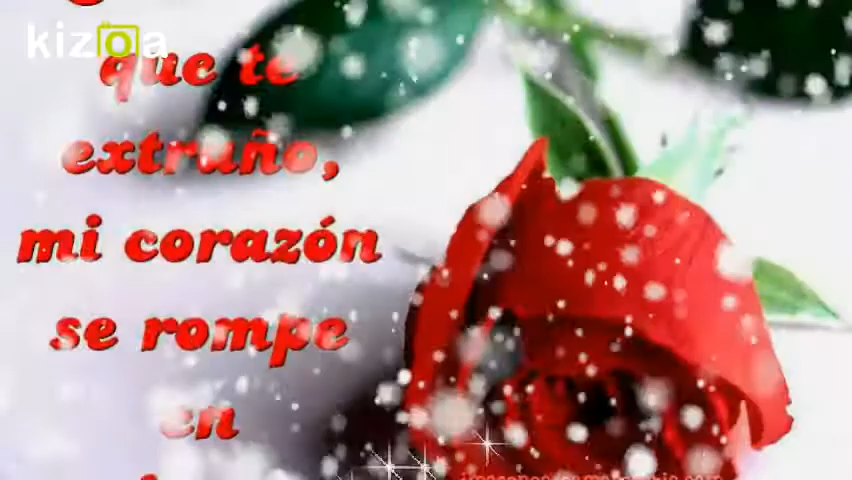 kizoa
que te
extraño,
mi corazón
se rompe
en